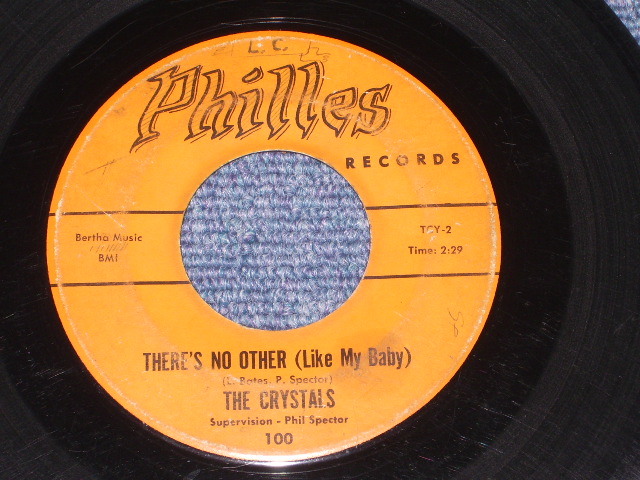 L. C.
Philles
RECORDS
Bertha Music
BMI
TCY-2
Time: 2:29
THERE'S NO OTHER (Like My Baby)
(L. Bates, P. Spector)
THE CRYSTALS
Supervision - Phil Spector
100